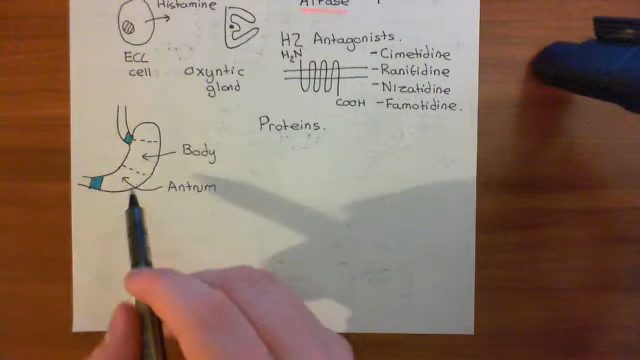 Histamine
ATPase
ECL
cell
Oxyntic
gland
H2 Antagonists.
H2N
COOH
- Cimetidine
- Ranitidine
- Nizatidine
- Famotidine.
Proteins.
Body
Antrum